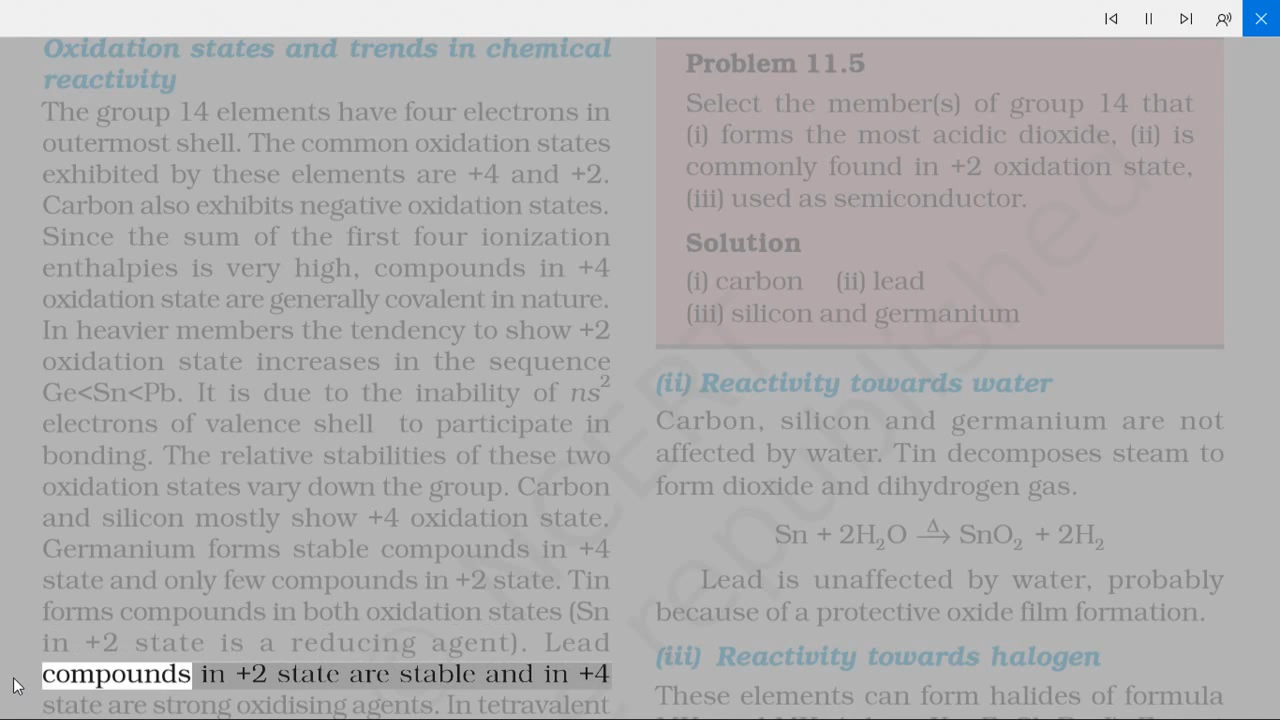 Oxidation states and trends in chemical
reactivity
The group 14 elements have four electrons in
outermost shell. The common oxidation states
exhibited by these elements are +4 and +2.
Carbon also exhibits negative oxidation states.
Since the sum of the first four ionization
enthalpies is very high, compounds in +4
oxidation state are generally covalent in nature.
In heavier members the tendency to show +2
oxidation state increases in the sequence
Ge<Sn<Pb. It is due to the inability of ns²
electrons of valence shell to participate in
bonding. The relative stabilities of these two
oxidation states vary down the group. Carbon
and silicon mostly show +4 oxidation state.
Germanium forms stable compounds in +4
state and only few compounds in +2 state. Tin
forms compounds in both oxidation states (Sn
in +2 state is a reducing agent). Lead
compounds in +2 state are stable and in +4
state are strong oxidising agents. In tetravalent
Problem 11.5
Select the member(s) of group 14 that
(i) forms the most acidic dioxide, (ii) is
commonly found in +2 oxidation state,
(iii) used as semiconductor.
Solution
(i) carbon (ii) lead
(iii) silicon and germanium
(ii) Reactivity towards water
Carbon, silicon and germanium are not
affected by water. Tin decomposes steam to
form dioxide and dihydrogen gas.
Sn + 2H₂O —Δ→ SnO₂ + 2H₂
Lead is unaffected by water, probably
because of a protective oxide film formation.
(iii) Reactivity towards halogen
These elements can form halides of formula
© NCERT
republished